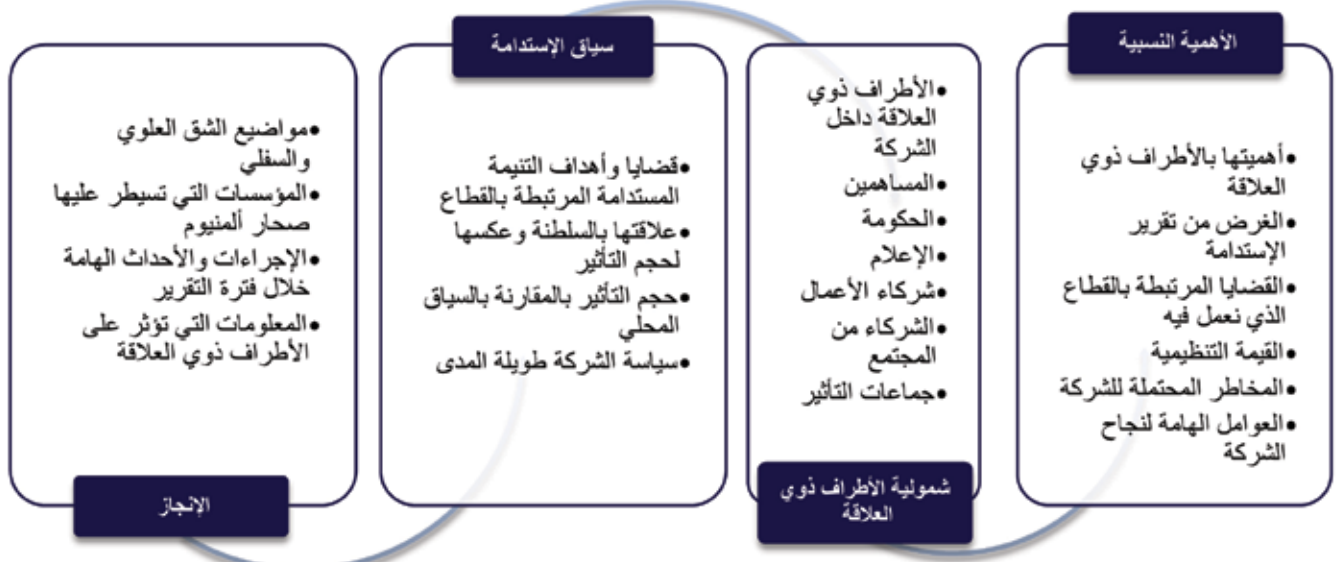 الأهمية النسبية
•أهميتها بالأطراف ذوي
العلاقة
•الغرض من تقرير
الإستدامة
•القضايا المرتبطة بالقطاع
الذي نعمل فيه
•القيمة التنظيمية
•المخاطر المحتملة للشركة
•العوامل الهامة لنجاح
الشركة
•الأطراف ذوي
العلاقة داخل
الشركة
•المساهمين
•الحكومة
•الإعلام
•شركاء الأعمال
•الشركاء من
المجتمع
•جماعات التأثير
شمولية الأطراف ذوي
العلاقة
سياق الإستدامة
•قضايا وأهداف التنيمة
المستدامة المرتبطة بالقطاع
•علاقتها بالسلطنة وعكسها
لحجم التأثير
•حجم التأثير بالمقارنة بالسياق
المحلي
•سياسة الشركة طويلة المدى
•مواضيع الشق العلوي
والسفلي
•المؤسسات التي تسيطر عليها
صحار ألمنيوم
•الإجراءات والأحداث الهامة
خلال فترة التقرير
•المعلومات التي تؤثر على
الأطراف ذوي العلاقة
الإنجاز